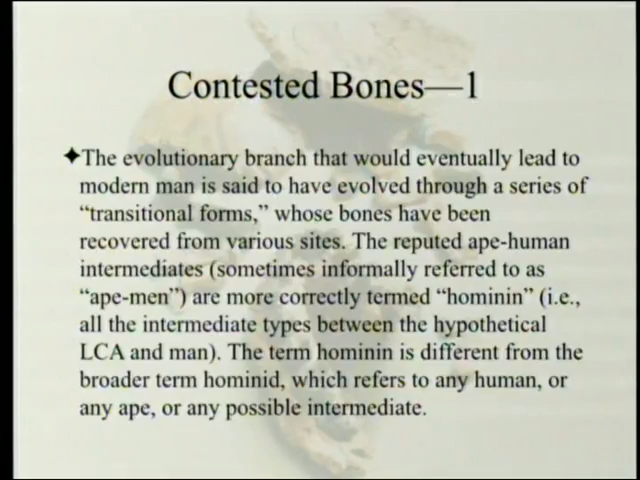 Contested Bones—1
✦The evolutionary branch that would eventually lead to
modern man is said to have evolved through a series of
“transitional forms,” whose bones have been
recovered from various sites. The reputed ape-human
intermediates (sometimes informally referred to as
“ape-men”) are more correctly termed “hominin” (i.e.,
all the intermediate types between the hypothetical
LCA and man). The term hominin is different from the
broader term hominid, which refers to any human, or
any ape, or any possible intermediate.